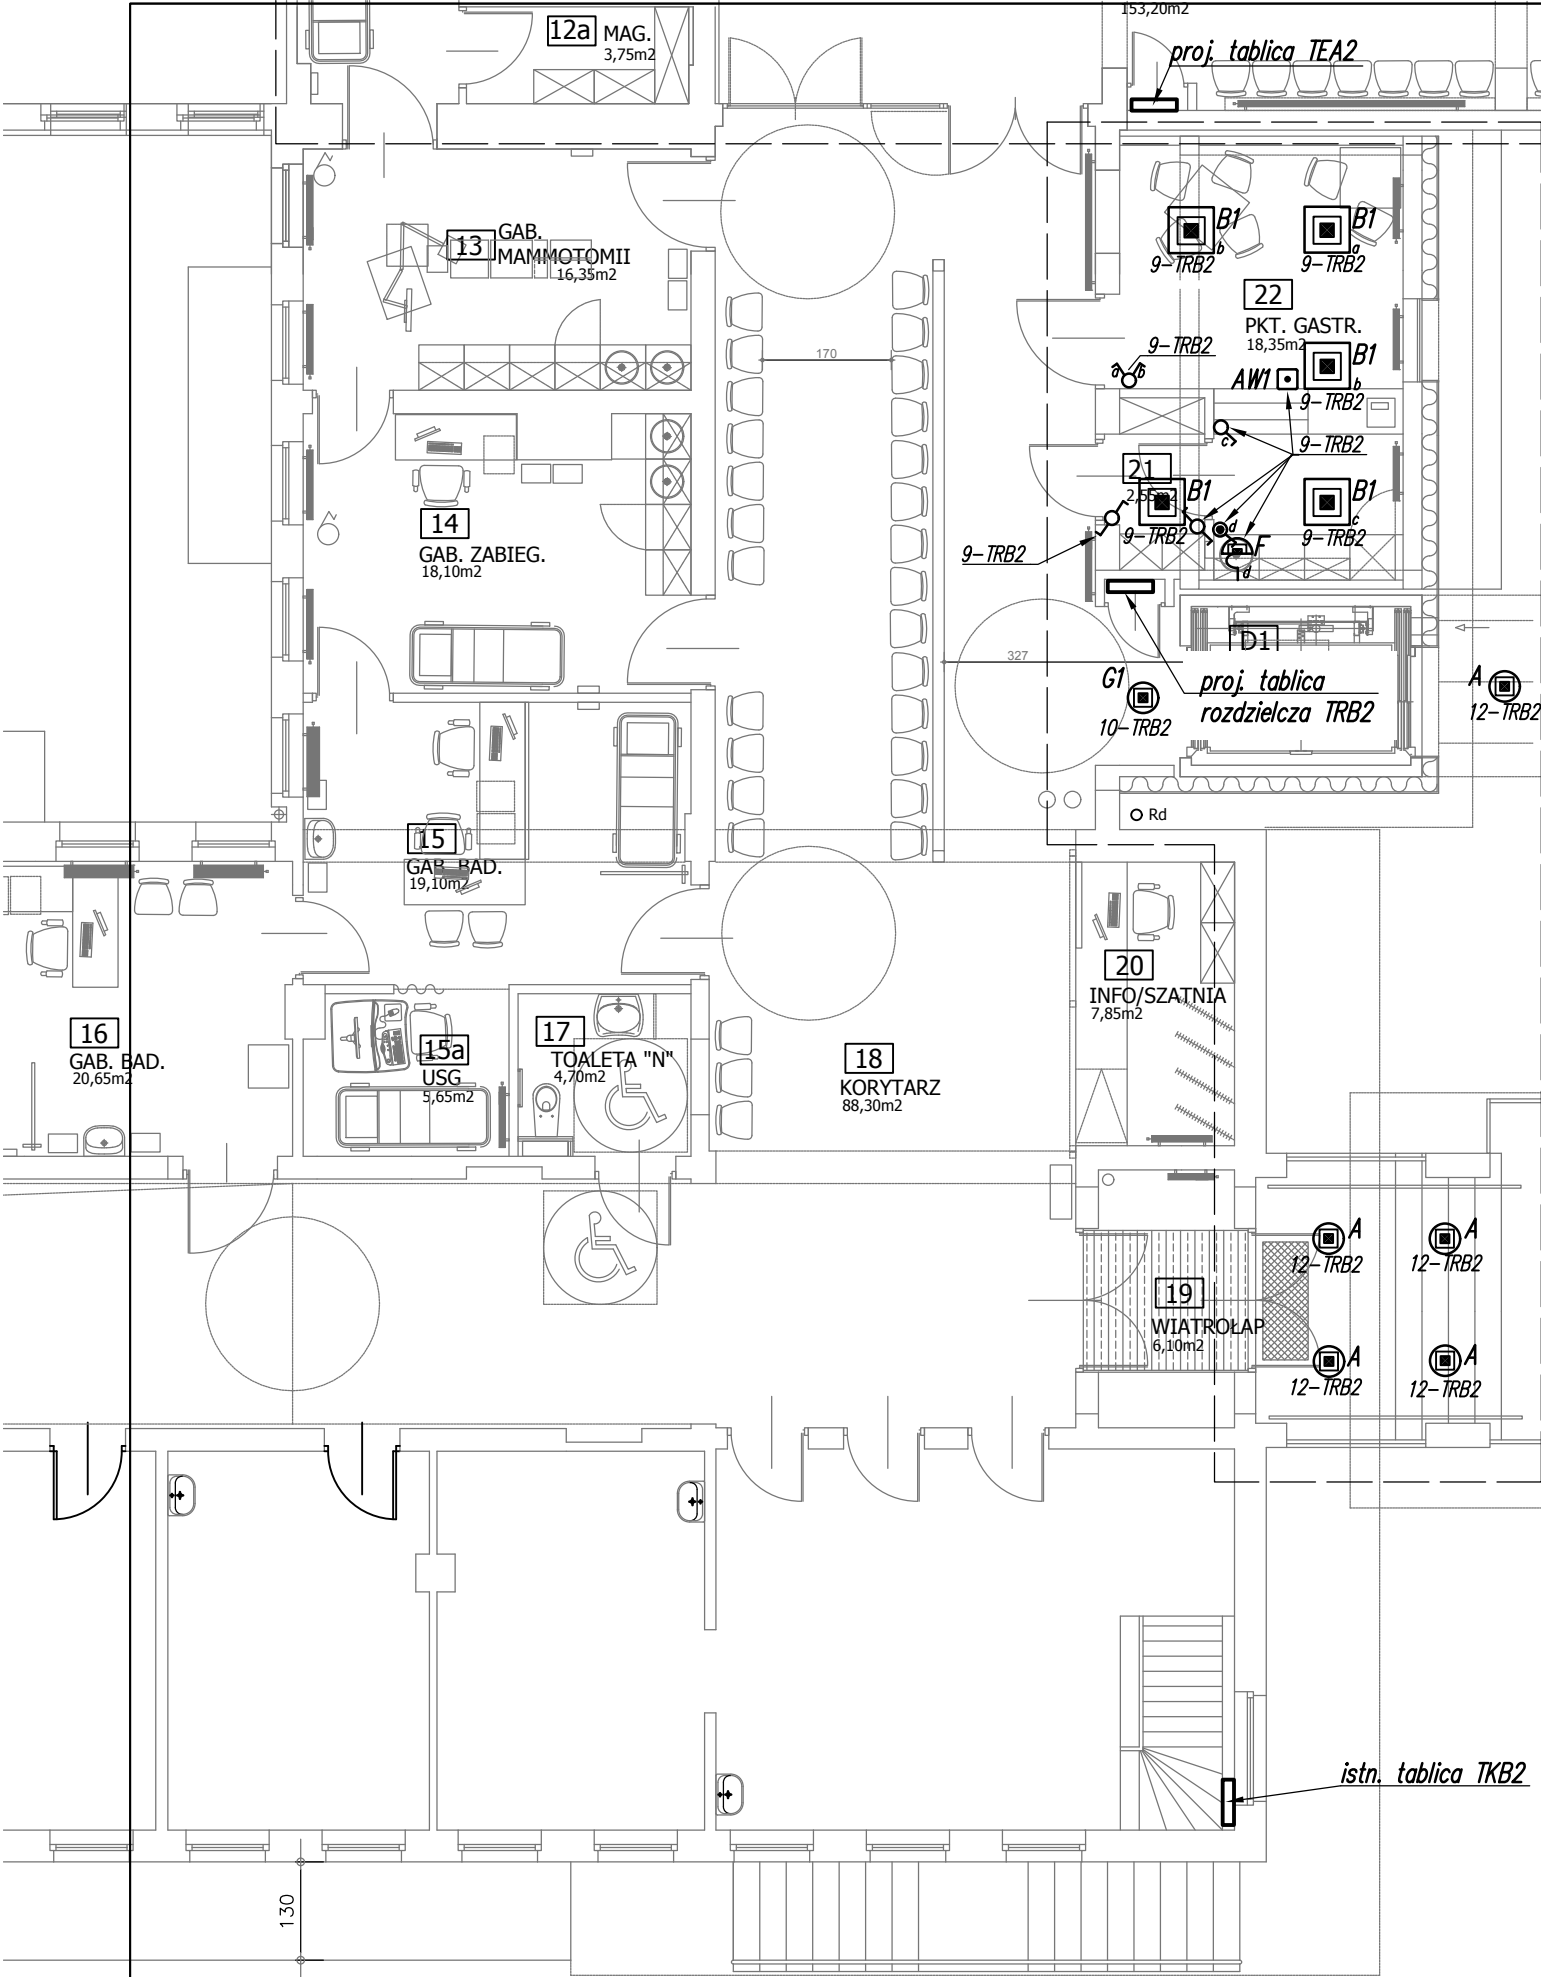 153,20m2
12a MAG.
3,75m2
proj. tablica TEA2
13 GAB.
MAMMOTOMII
16,35m2
B1
b
9-TRB2
B1
a
9-TRB2
22
PKT. GASTR.
18,35m2
170
9-TRB2
a b
AW1
B1
b
9-TRB2
c
9-TRB2
14
GAB. ZABIEG.
18,10m2
21
2,55m2
B1
9-TRB2
B1
c
9-TRB2
d
F
d
9-TRB2
D1
327
G1
10-TRB2
proj. tablica
rozdzielcza TRB2
A
12-TRB2
Rd
15
GAB. BAD.
19,10m2
20
INFO/SZATNIA
7,85m2
16
GAB. BAD.
20,65m2
15a
USG
5,65m2
17
TOALETA "N"
4,70m2
18
KORYTARZ
88,30m2
19
WIATROŁAP
6,10m2
A
12-TRB2
A
12-TRB2
A
12-TRB2
A
12-TRB2
istn. tablica TKB2
130